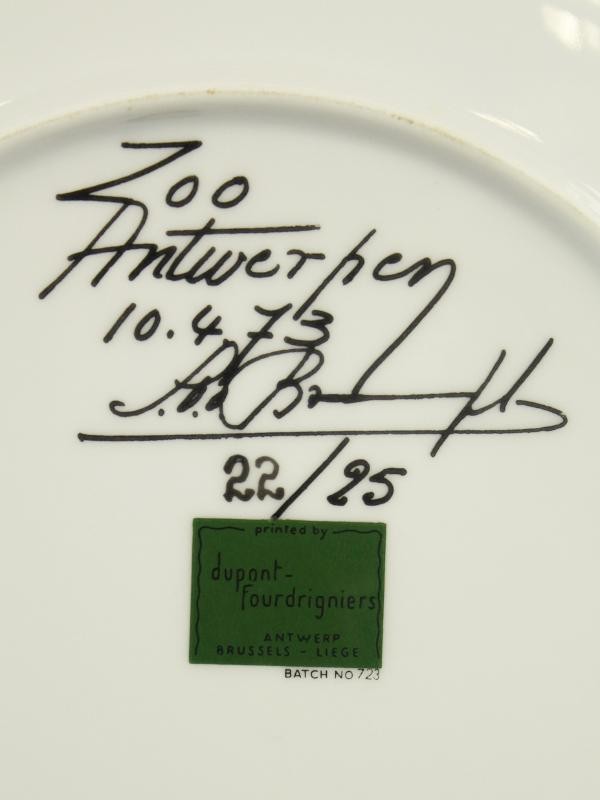 Zoo
Antwerpen
10.4.73
22/25
printed by
dupont-
fourdrigniers
ANTWERP
BRUSSELS - LIEGE
BATCH NO 723